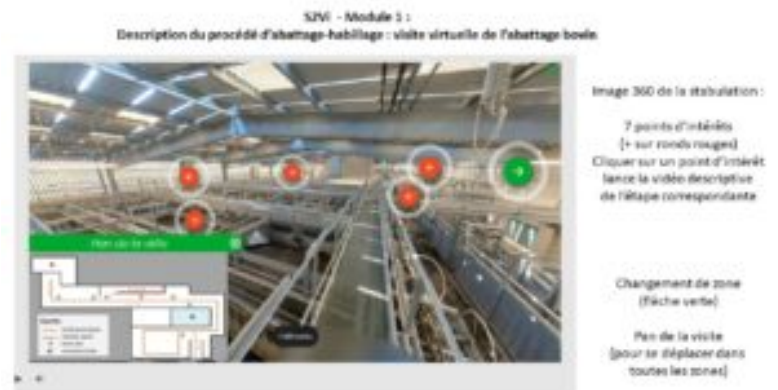 S2Vi - Module 1 :
Description du procédé d'abattage-habillage : visite virtuelle de l'abattage bovin
Image 360 de la stabulation :
7 points d'intérêts
(+ sur ronds rouges)
Cliquer sur un point d'intérêt
lance la vidéo descriptive
de l'étape correspondante
Plan de la visite
Changement de zone
(flèche verte)
Pan de la visite
(pour se déplacer dans
toutes les zones)